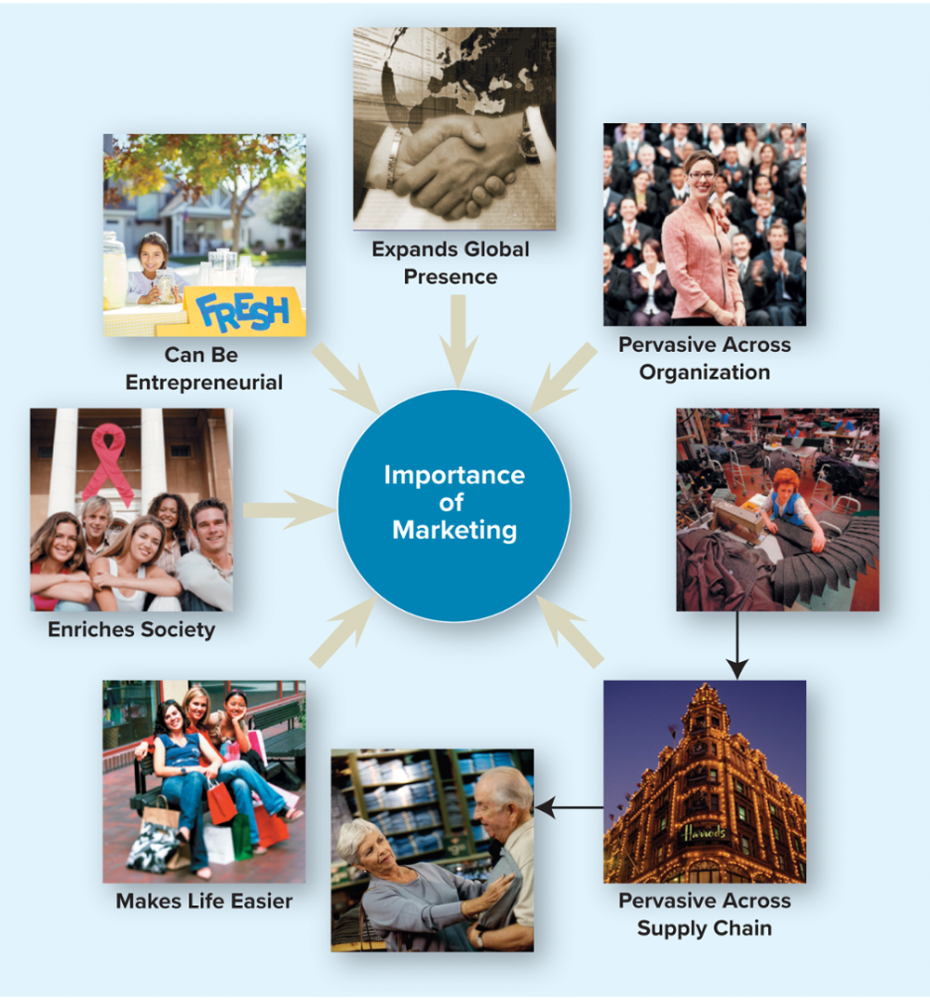 Expands Global
Presence
Pervasive Across
Organization
FRESH
Can Be
Entrepreneurial
Importance
of
Marketing
Enriches Society
Harrods
Makes Life Easier
Pervasive Across
Supply Chain